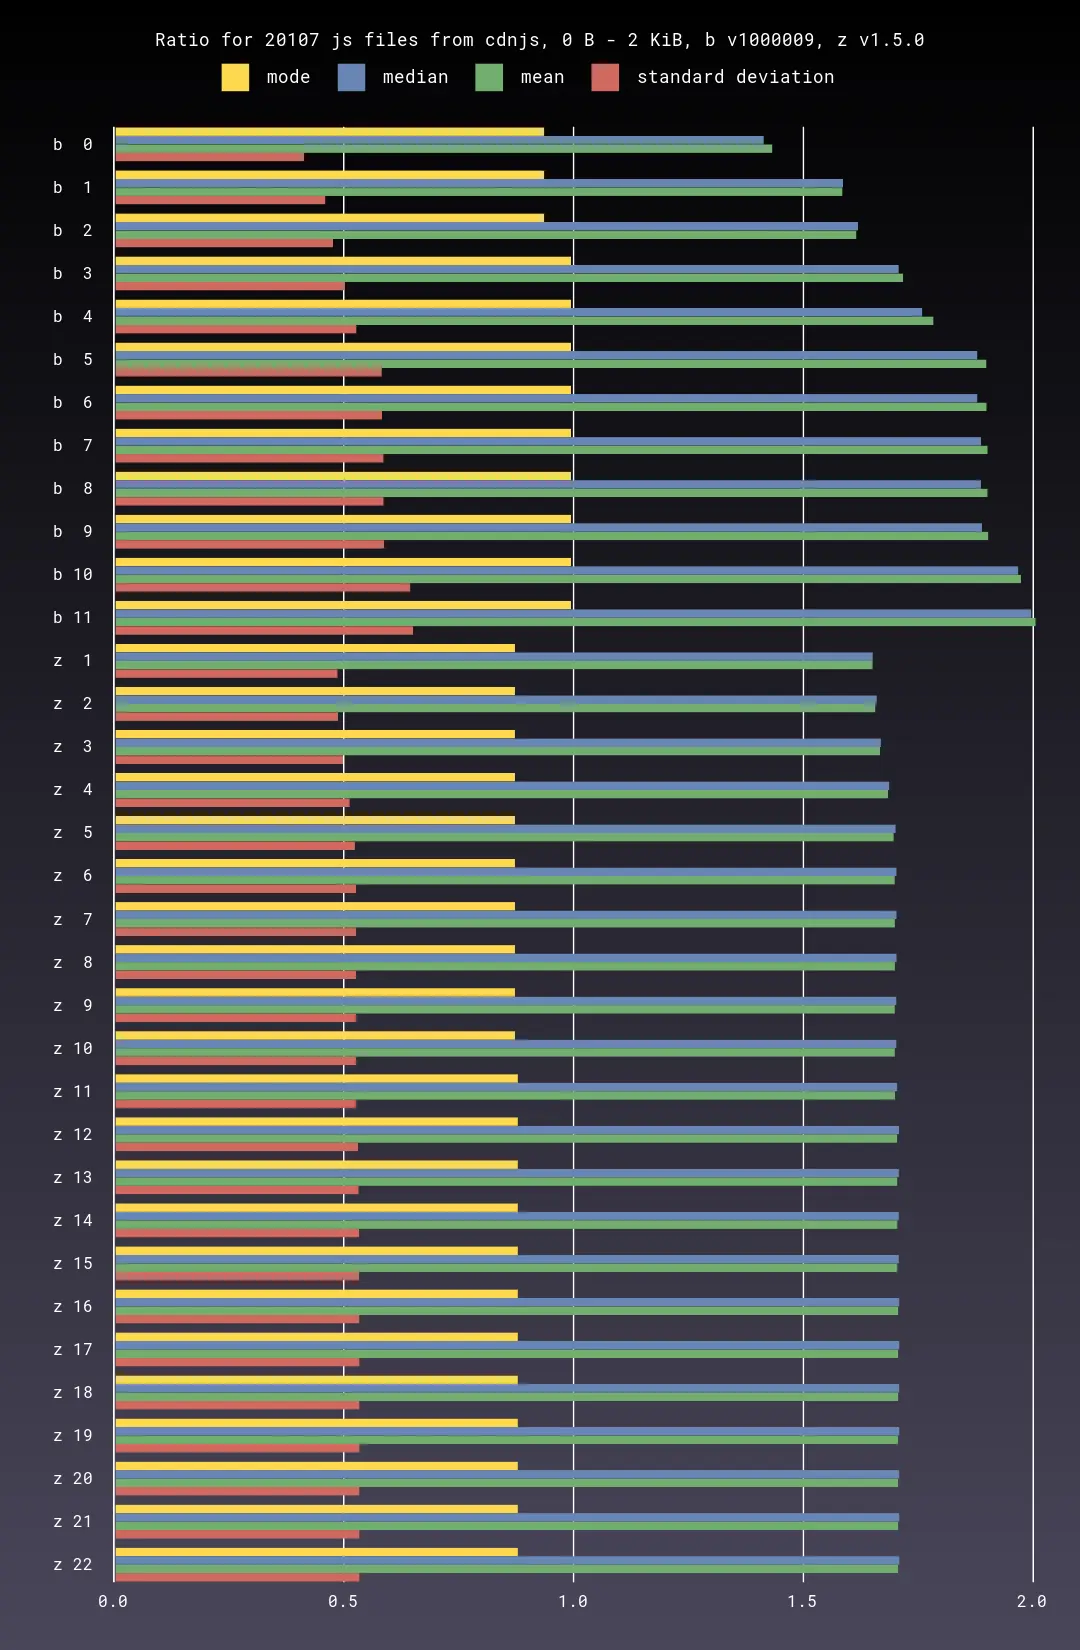 Ratio for 20107 js files from cdnjs, 0 B - 2 KiB, b v1000009, z v1.5.0
mode median mean standard deviation
b 0
b 1
b 2
b 3
b 4
b 5
b 6
b 7
b 8
b 9
b 10
b 11
z 1
z 2
z 3
z 4
z 5
z 6
z 7
z 8
z 9
z 10
z 11
z 12
z 13
z 14
z 15
z 16
z 17
z 18
z 19
z 20
z 21
z 22
0.0 0.5 1.0 1.5 2.0